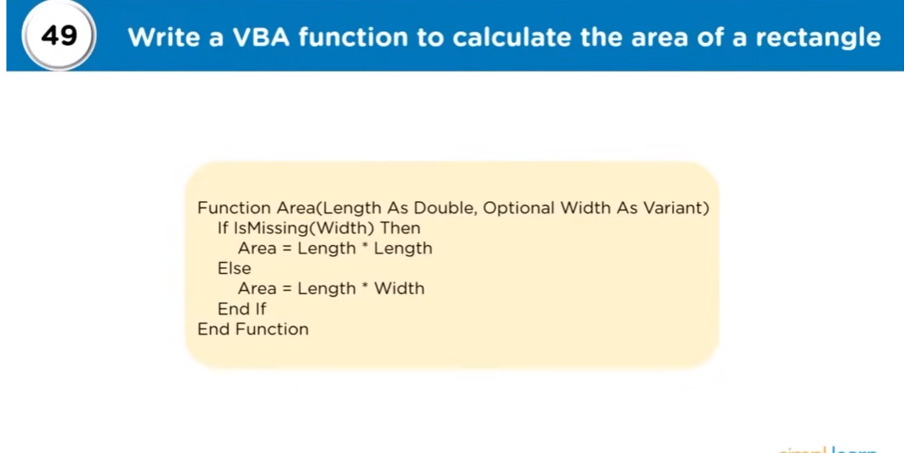 49
Write a VBA function to calculate the area of a rectangle
Function Area(Length As Double, Optional Width As Variant)
If IsMissing(Width) Then
Area = Length * Length
Else
Area = Length * Width
End If
End Function